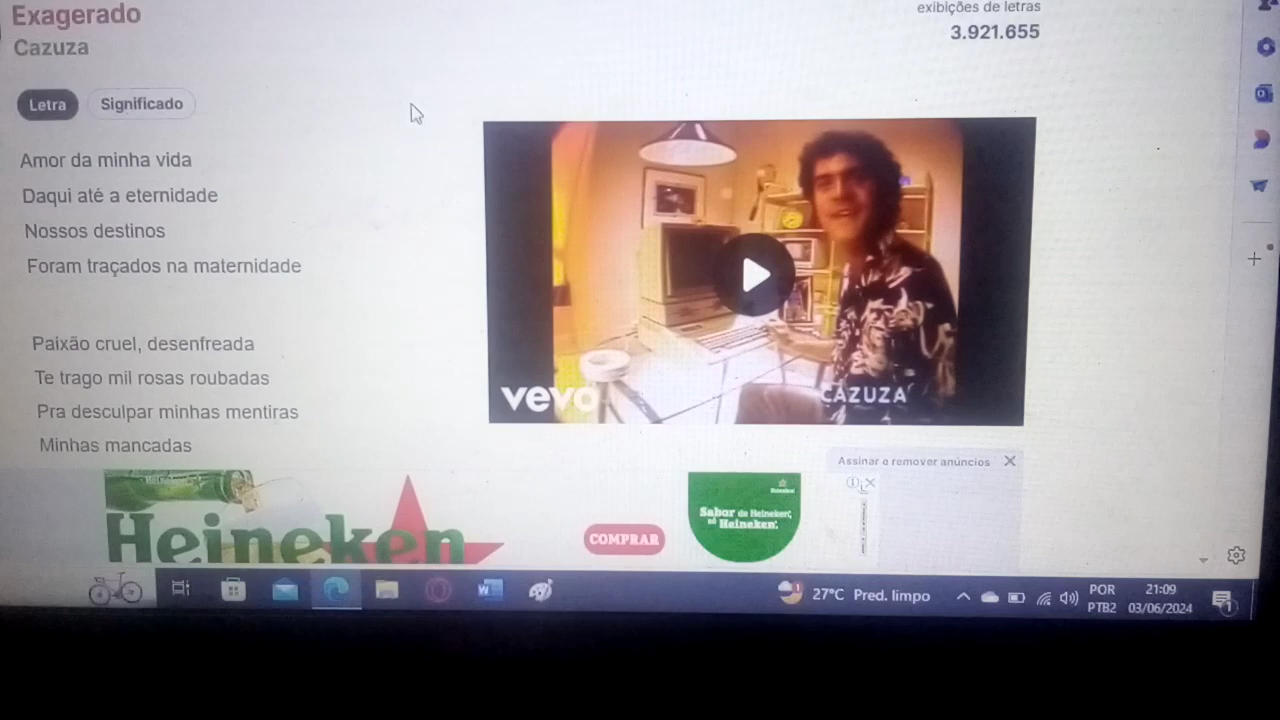 Exagerado
Cazuza
exibições de letras
3.921.655
Letra
Significado
Amor da minha vida
Daqui até a eternidade
Nossos destinos
Foram traçados na maternidade
Paixão cruel, desenfreada
Te trago mil rosas roubadas
Pra desculpar minhas mentiras
Minhas mancadas
vevo
CAZUZA
Assinar e remover anúncios
Heineken
COMPRAR
Heineken
Sabor de Heineken,
só Heineken.
27°C Pred. limpo
POR
PTB2
21:09
03/06/2024
1